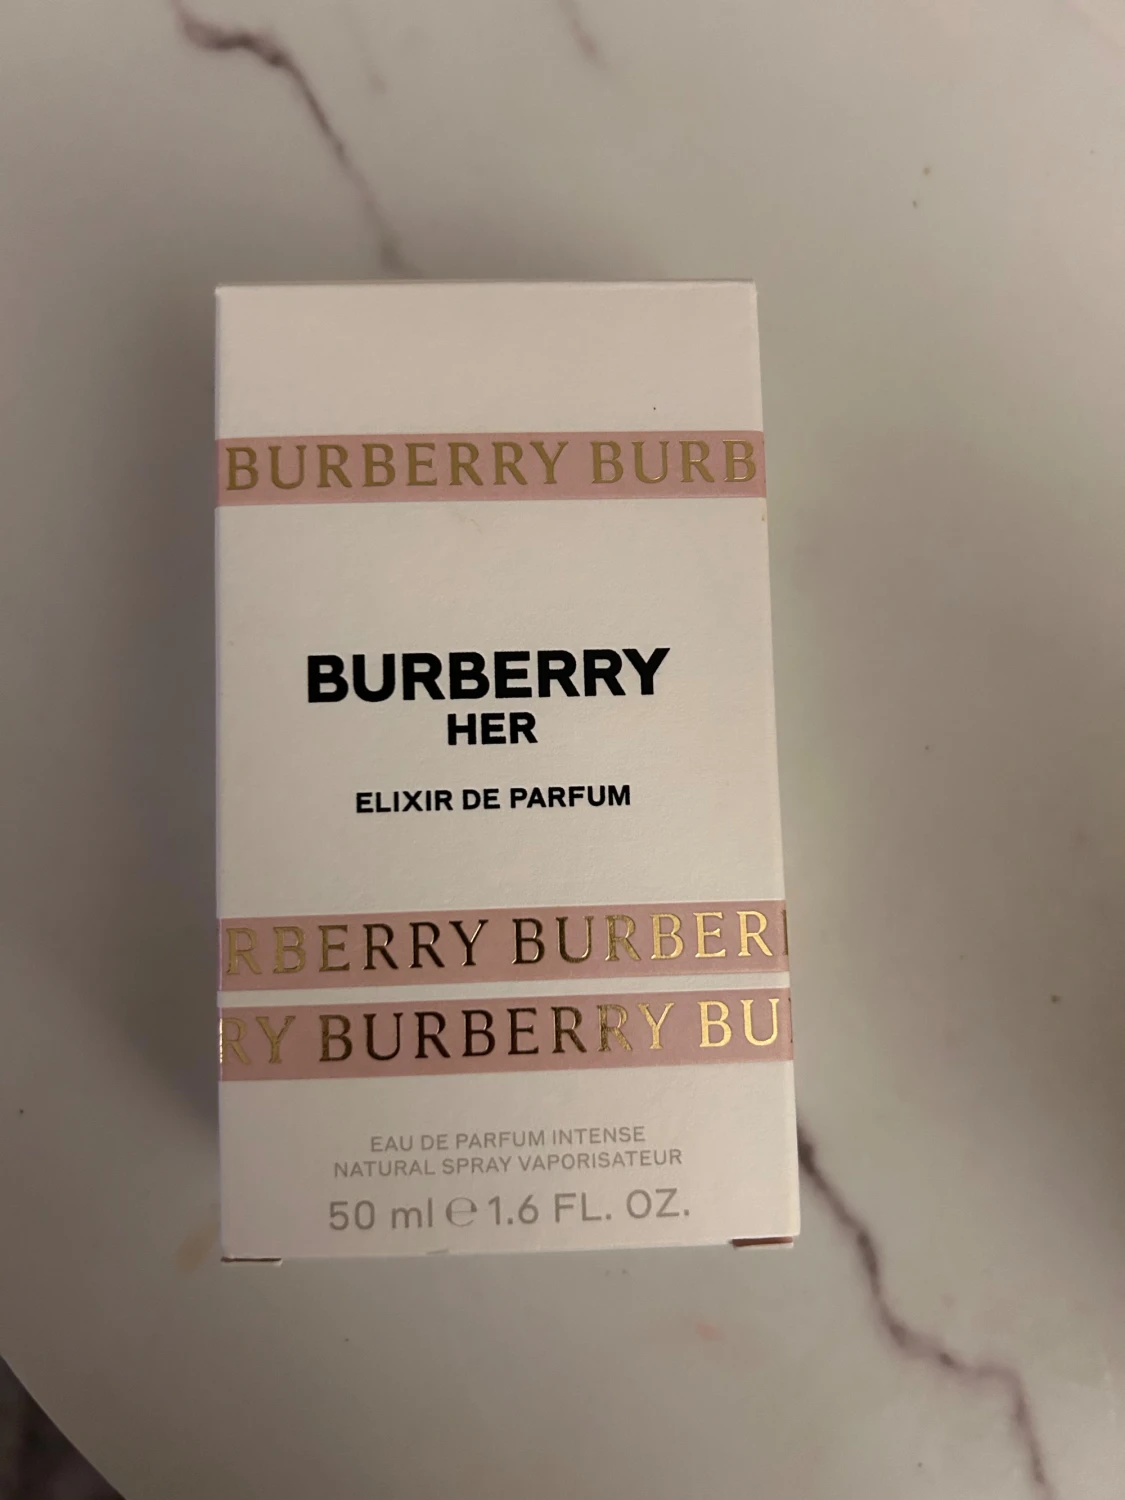 BURBERRY BURB
BURBERRY
HER
ELIXIR DE PARFUM
RBERRY BURBER
RY BURBERRY BU
EAU DE PARFUM INTENSE
NATURAL SPRAY VAPORISATEUR
50 ml ℮ 1.6 FL. OZ.